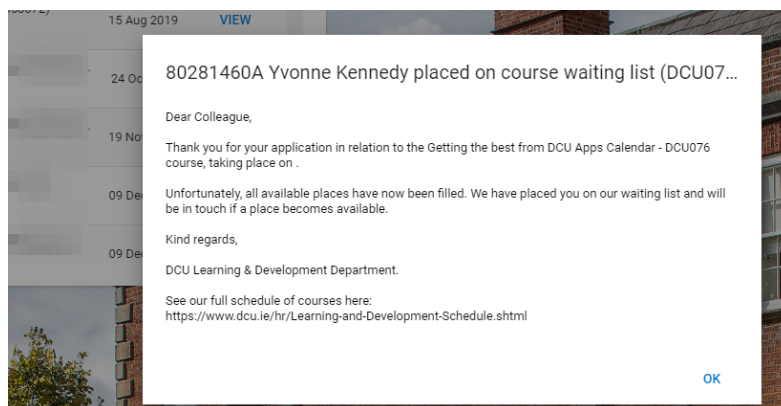 15 Aug 2019 VIEW
80281460A Yvonne Kennedy placed on course waiting list (DCU07...
24 Oc
Dear Colleague,
19 No
Thank you for your application in relation to the Getting the best from DCU Apps Calendar - DCU076
course, taking place on .
09 De
Unfortunately, all available places have now been filled. We have placed you on our waiting list and will
be in touch if a place becomes available.
Kind regards,
09 De
DCU Learning & Development Department.
See our full schedule of courses here:
https://www.dcu.ie/hr/Learning-and-Development-Schedule.shtml
OK